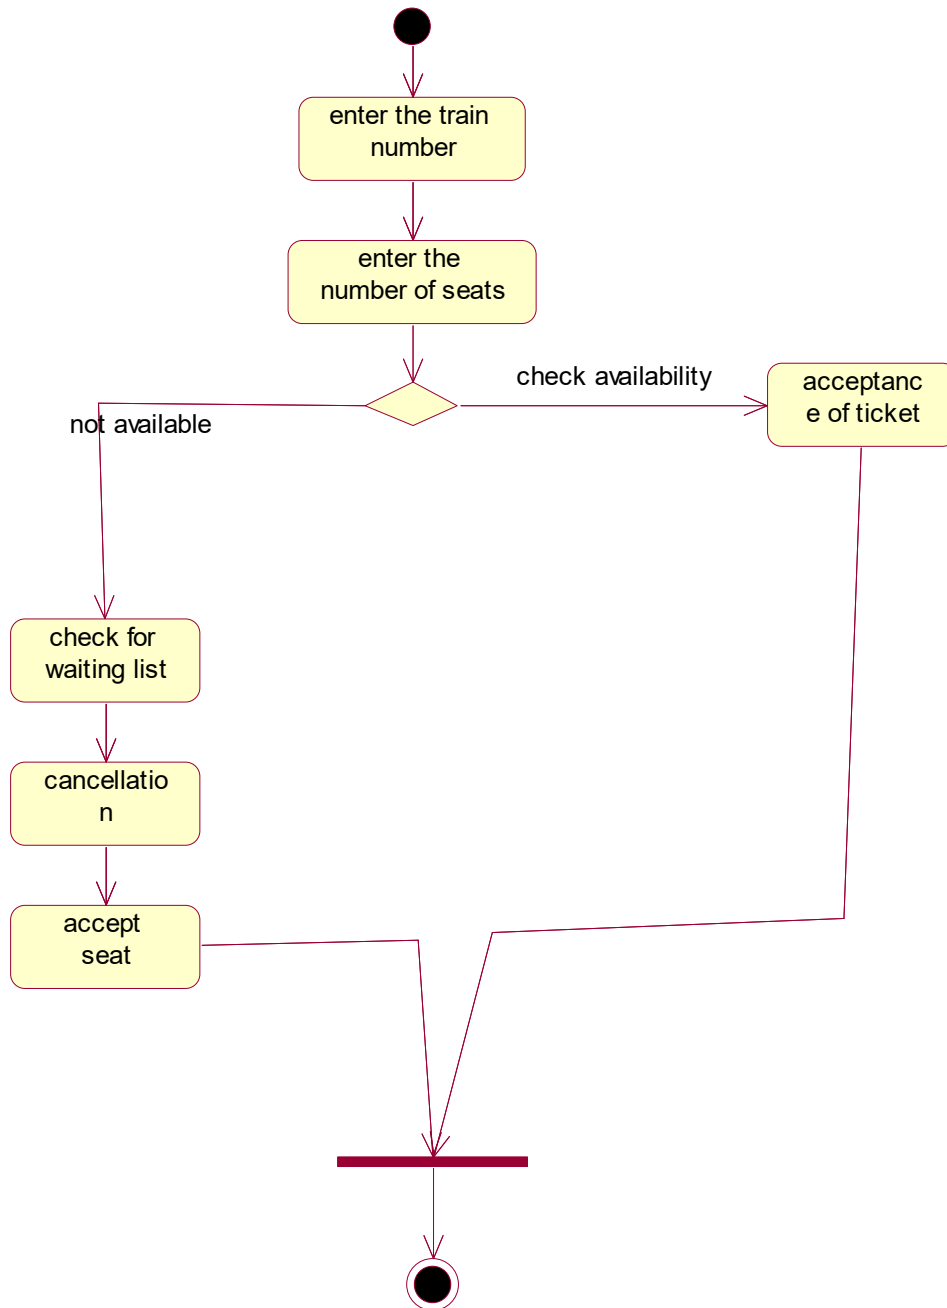 enter the train
number
enter the
number of seats
check availability
acceptanc
e of ticket
not available
check for
waiting list
cancellatio
n
accept
seat